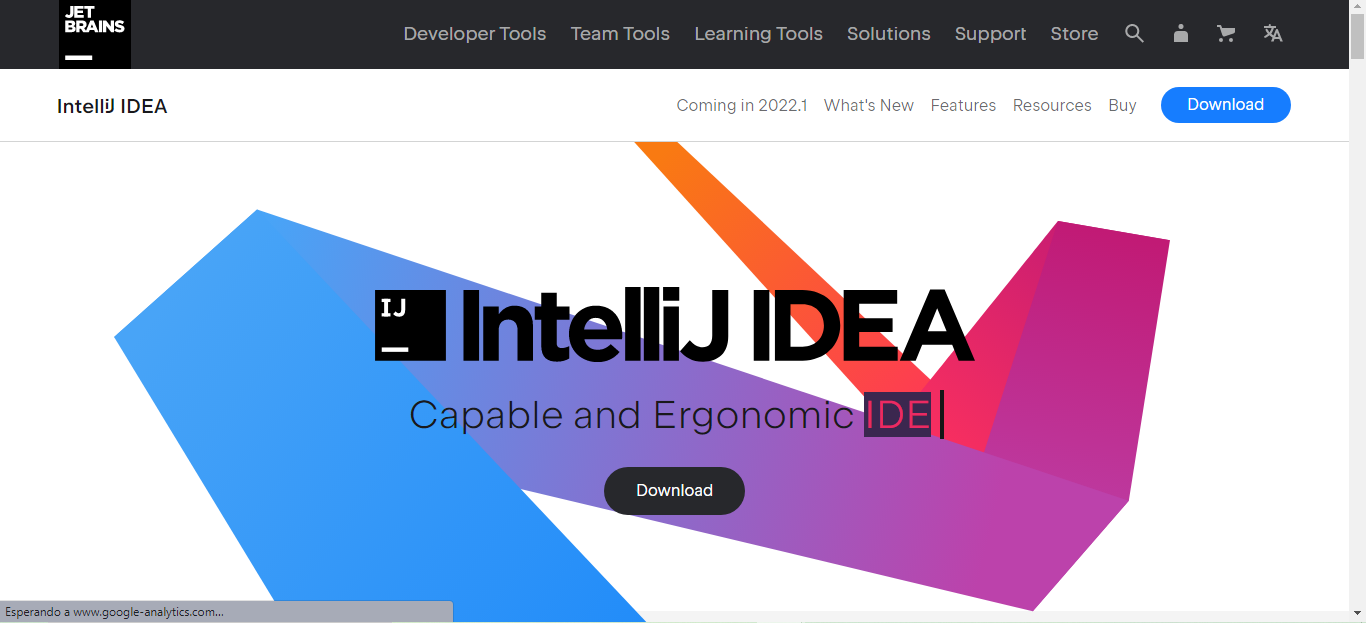 JET
BRAINS
Developer Tools Team Tools Learning Tools Solutions Support Store
IntelliJ IDEA
Coming in 2022.1 What's New Features Resources Buy Download
IJ
IntelliJ IDEA
Capable and Ergonomic IDE
Download
Esperando a www.google-analytics.com...